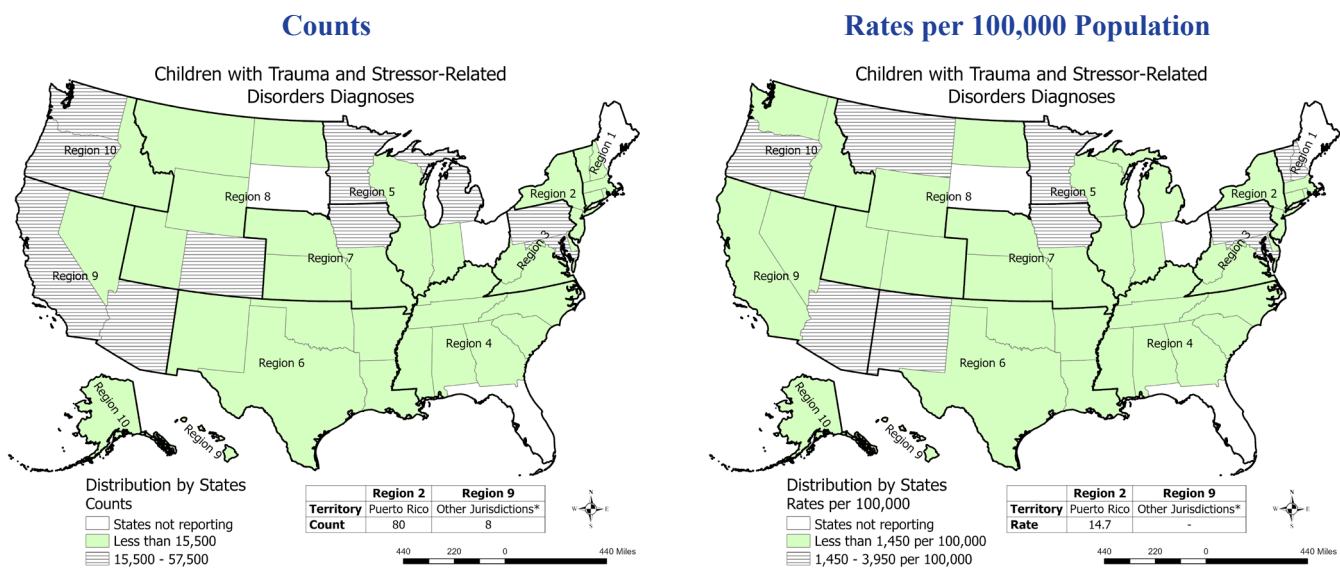 Counts
Children with Trauma and Stressor-Related
Disorders Diagnoses
Region 10
Region 8
Region 5
Region 2
Region 1
Region 3
Region 7
Region 9
Region 6
Region 4
Region 10
Region 9
Distribution by States
Counts
States not reporting
Less than 15,500
15,500 - 57,500
Region 2 Region 9
Territory Puerto Rico Other Jurisdictions*
Count 80 8
N
W E
S
440 220 0 440 Miles
Rates per 100,000 Population
Children with Trauma and Stressor-Related
Disorders Diagnoses
Region 10
Region 8
Region 5
Region 2
Region 1
Region 3
Region 7
Region 9
Region 6
Region 4
Region 10
Region 9
Distribution by States
Rates per 100,000
States not reporting
Less than 1,450 per 100,000
1,450 - 3,950 per 100,000
Region 2 Region 9
Territory Puerto Rico Other Jurisdictions*
Rate 14.7 -
N
W E
S
440 220 0 440 Miles